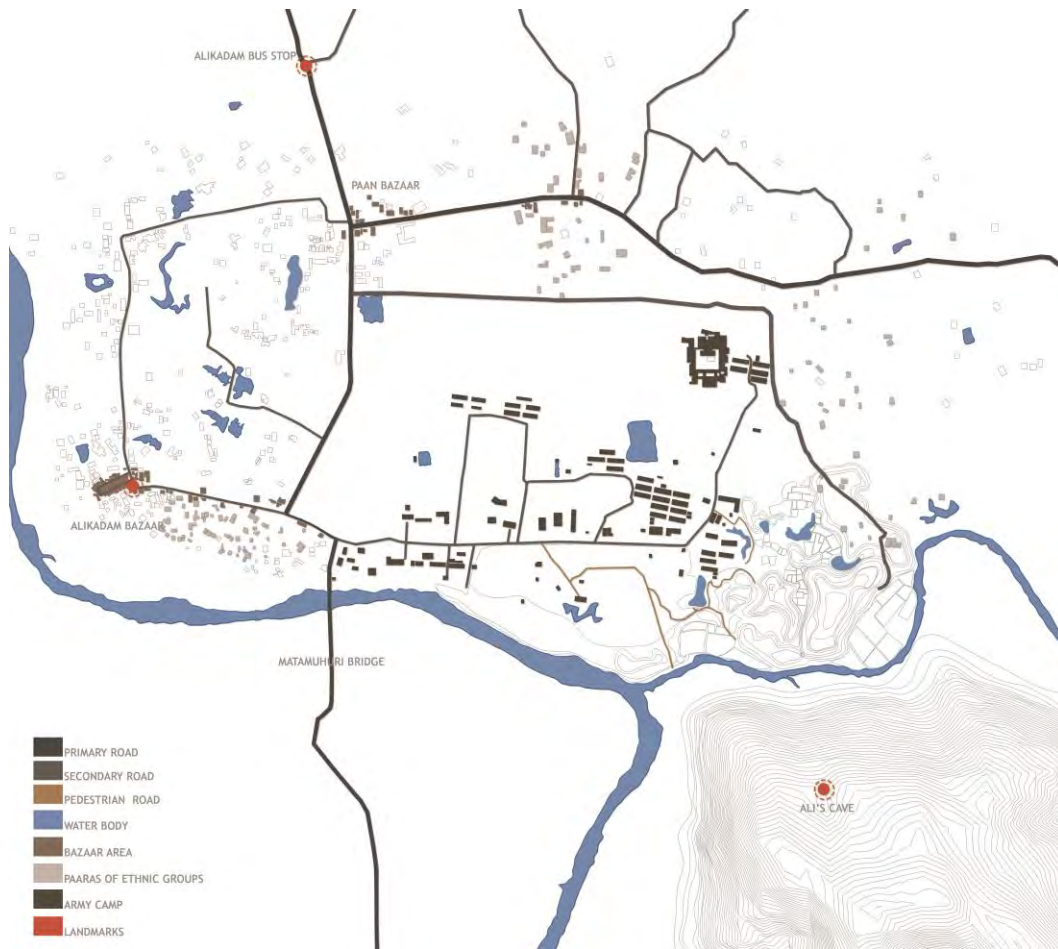 ALIKADAM BUS STOP
PAAN BAZAAR
ALIKADAM BAZAAR
MATAMUHURI BRIDGE
ALI'S CAVE
PRIMARY ROAD
SECONDARY ROAD
PEDESTRIAN ROAD
WATER BODY
BAZAAR AREA
PAARAS OF ETHNIC GROUPS
ARMY CAMP
LANDMARKS